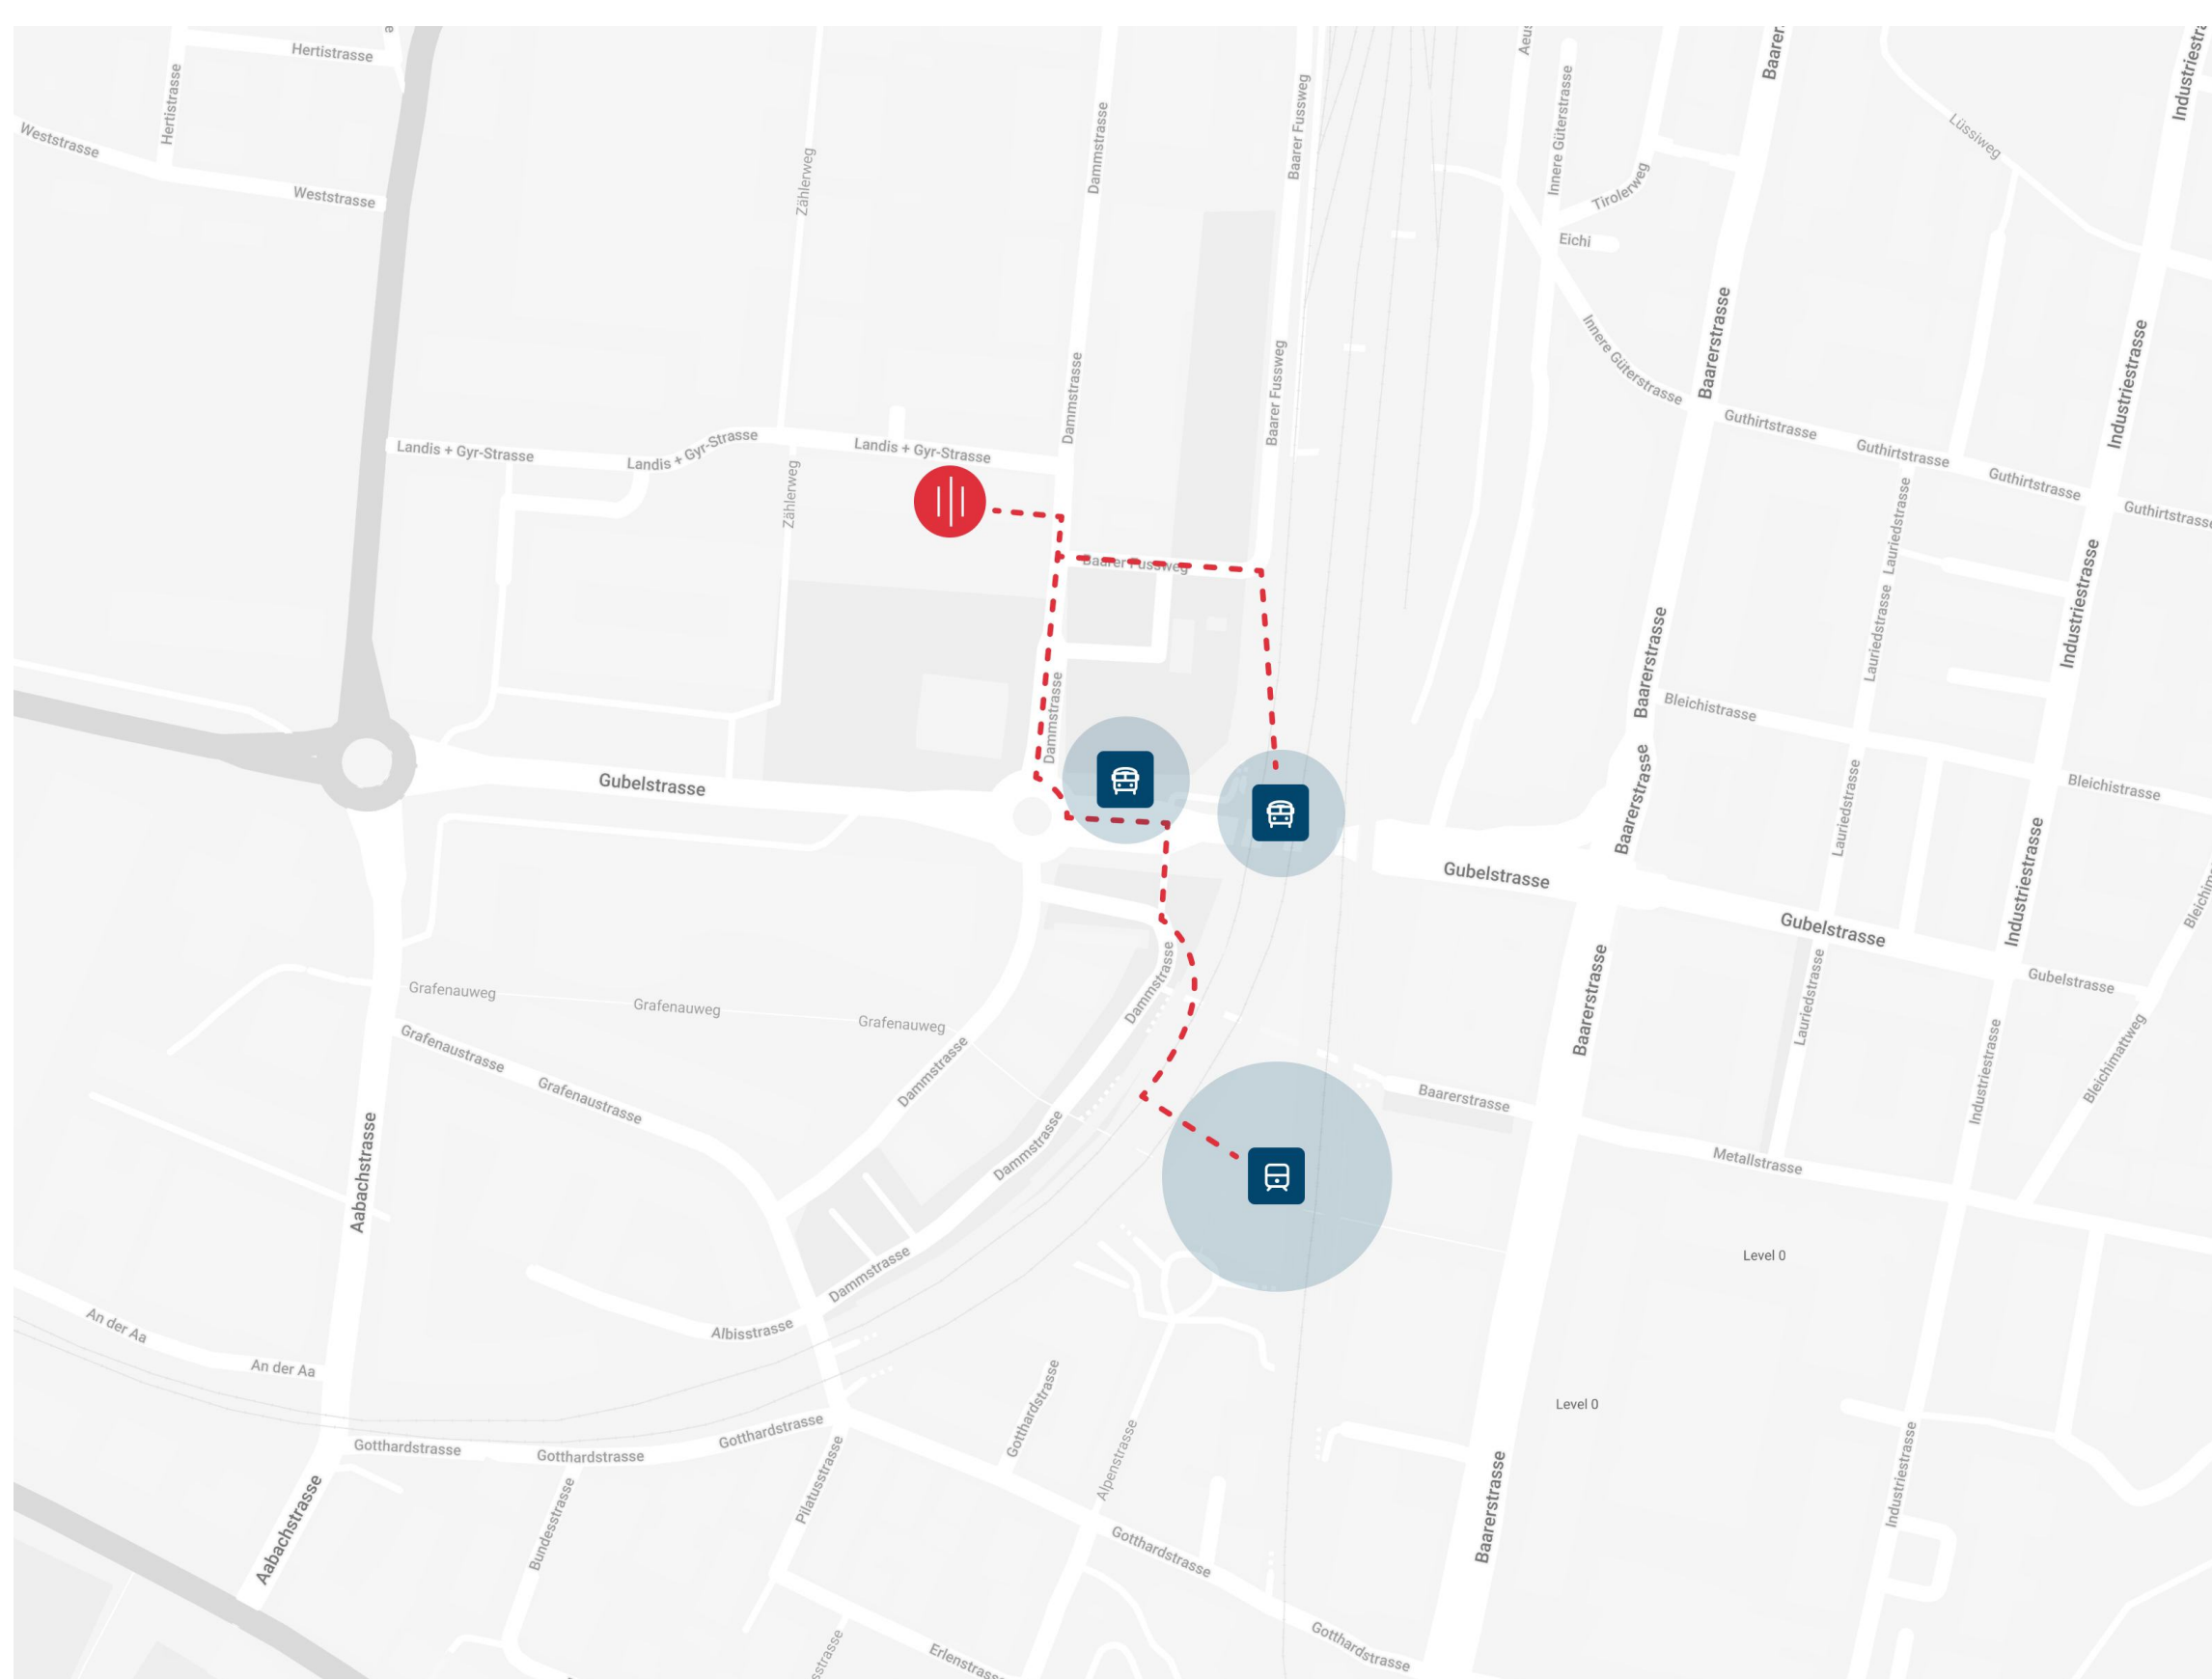 Hertistrasse
Hertistrasse
Weststrasse
Weststrasse
Zählerweg
Dammstrasse
Baarer Fussweg
Innere Güterstrasse
Tirolerweg
Eichi
Lüssiweg
Industriestrasse
Baarerstrasse
Innere Güterstrasse
Dammstrasse
Baarer Fussweg
Landis + Gyr-Strasse
Landis + Gyr-Strasse
Landis + Gyr-Strasse
Zählerweg
Guthirtstrasse
Guthirtstrasse
Guthirtstrasse
Guthirtstrasse
Lauriedstrasse
Industriestrasse
Baarer Fussweg
Lauriedstrasse
Baarerstrasse
Bleichistrasse
Bleichistrasse
Dammstrasse
Gubelstrasse
Baarerstrasse
Lauriedstrasse
Industriestrasse
Gubelstrasse
Gubelstrasse
Gubelstrasse
Baarerstrasse
Lauriedstrasse
Dammstrasse
Grafenauweg
Grafenauweg
Grafenauweg
Grafenaustrasse
Grafenaustrasse
Dammstrasse
Dammstrasse
Baarerstrasse
Metallstrasse
Industriestrasse
Bleichimattweg
Aabachstrasse
Dammstrasse
Albisstrasse
Level 0
Level 0
An der Aa
An der Aa
Gotthardstrasse
Gotthardstrasse
Gotthardstrasse
Gotthardstrasse
Alpenstrasse
Pilatusstrasse
Bundesstrasse
Aabachstrasse
Gotthardstrasse
Gotthardstrasse
Baarerstrasse
Industriestrasse